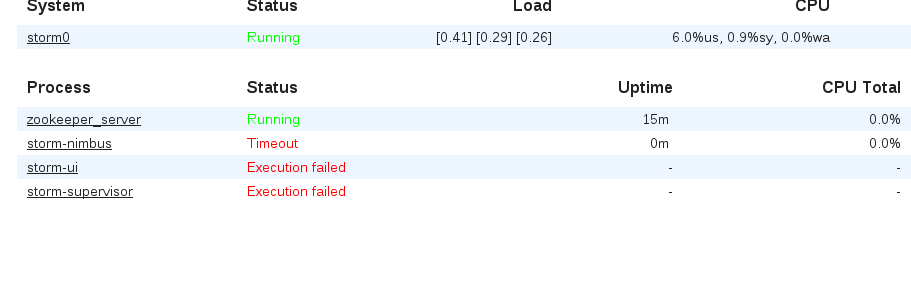 System Status Load CPU
storm0 Running [0.41] [0.29] [0.26] 6.0%us, 0.9%sy, 0.0%wa
Process Status Uptime CPU Total
zookeeper_server Running 15m 0.0%
storm-nimbus Timeout 0m 0.0%
storm-ui Execution failed - -
storm-supervisor Execution failed - -